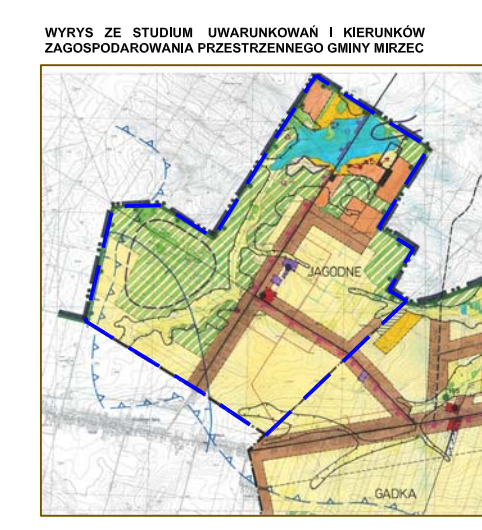 WYRYS ZE STUDIUM UWARUNKOWAŃ I KIERUNKÓW
ZAGOSPODAROWANIA PRZESTRZENNEGO GMINY MIRZEC
JAGODNE
GADKA